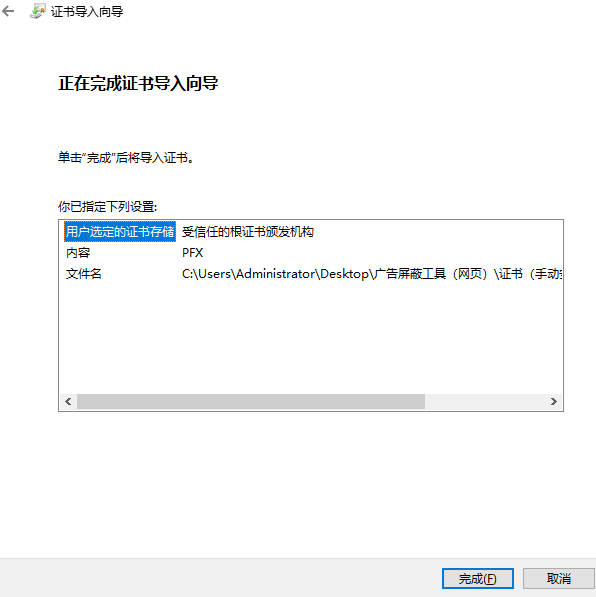 证书导入向导
正在完成证书导入向导
单击“完成”后将导入证书。
你已指定下列设置:
用户选定的证书存储 受信任的根证书颁发机构
内容 PFX
文件名 C:\Users\Administrator\Desktop\广告屏蔽工具（网页）\证书（手动
完成(F) 取消